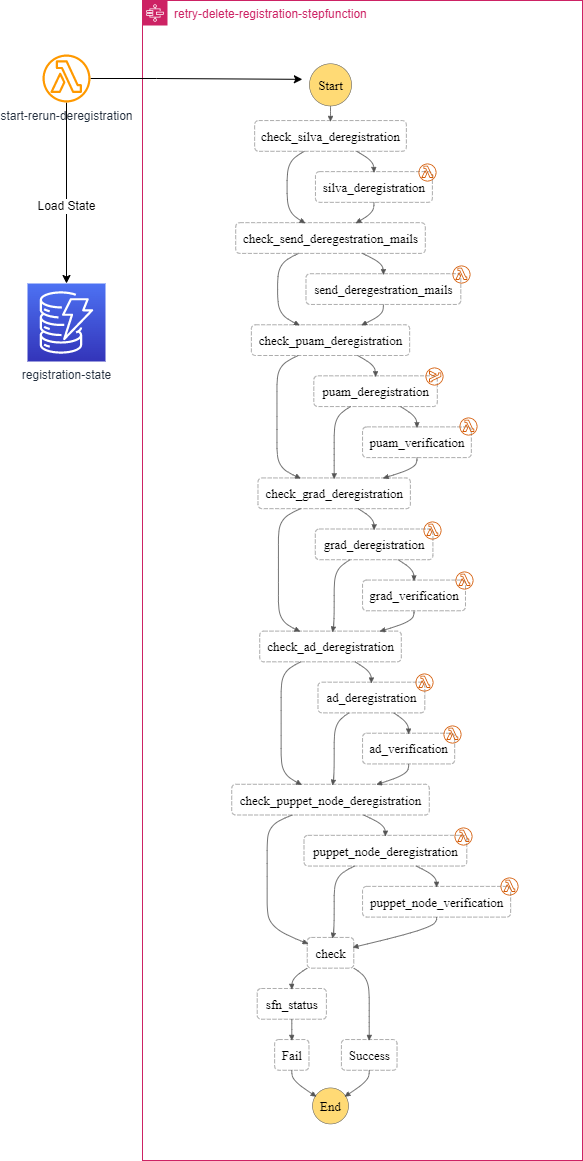 retry-delete-registration-stepfunction
Start
start-rerun-deregistration
check_silva_deregistration
silva_deregistration
Load State
check_send_deregestration_mails
send_deregestration_mails
check_puam_deregistration
registration-state
puam_deregistration
puam_verification
check_grad_deregistration
grad_deregistration
grad_verification
check_ad_deregistration
ad_deregistration
ad_verification
check_puppet_node_deregistration
puppet_node_deregistration
puppet_node_verification
check
sfn_status
Fail
Success
End